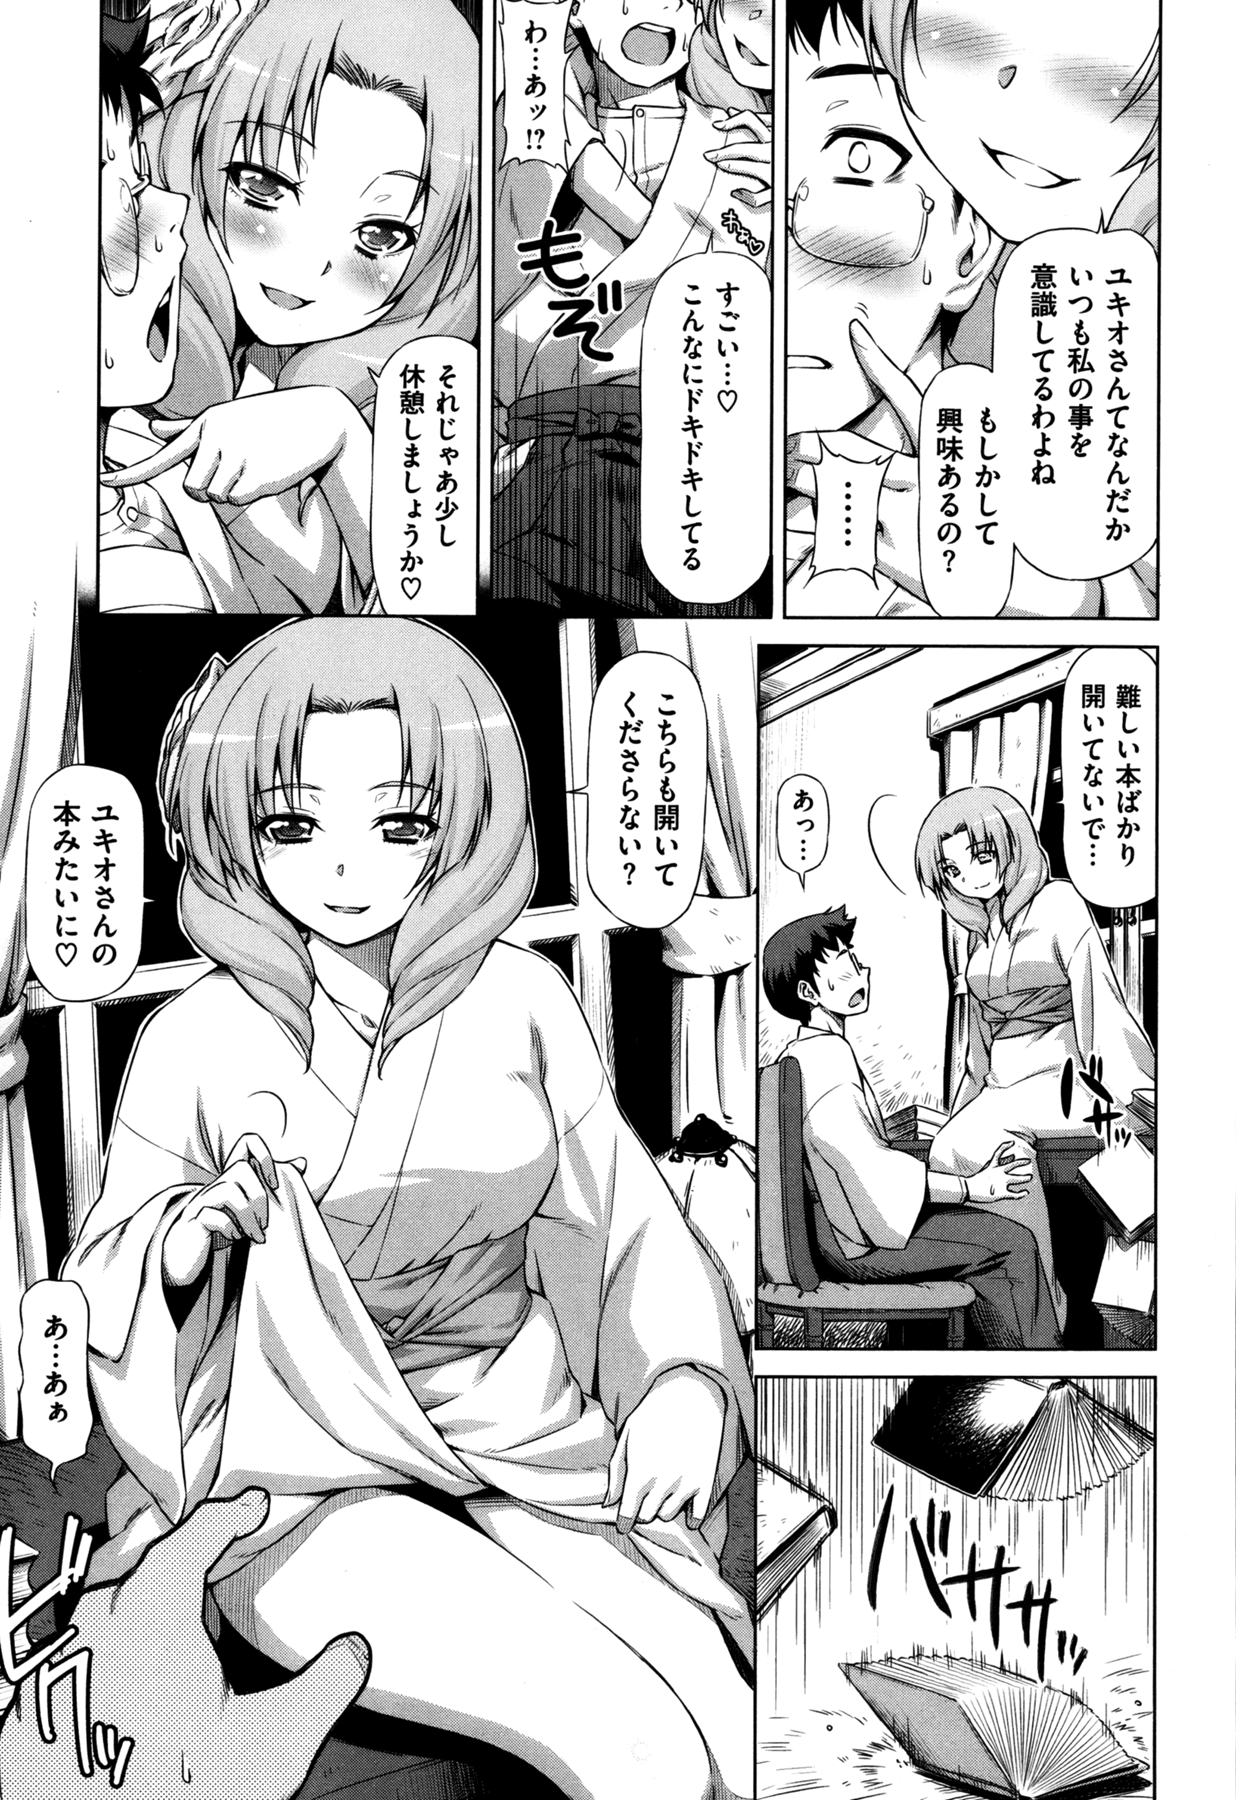 ユキオさんてなんだか
いつも私の事を
意識してるわよね
もしかして
興味あるの？
……
わ…あッ!?
もぞ
わぁ♡
すごい…♡
こんなにドキドキしてる
それじゃあ少し
休憩しましょうか♡
難しい本ばかり
開いてないで…
あっ…
バサッ
バササッ
こちらも開いて
くださらない？
ユキオさんの
本みたいに♡
あ…あぁ
ビクッ